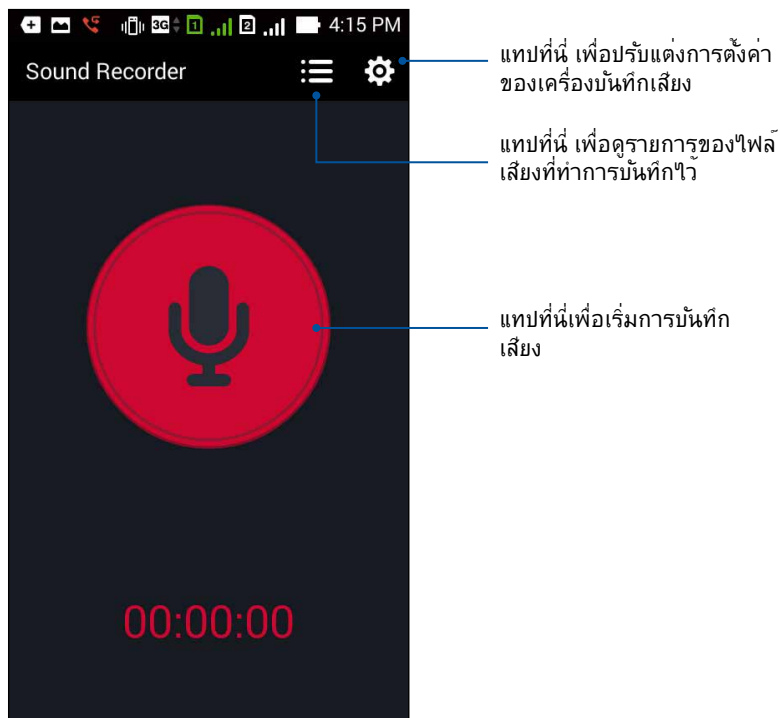 3G 1 2 4:15 PM
Sound Recorder
แทปที่นี่ เพื่อปรับแต่งการตั้งค่า
ของเครื่องบันทึกเสียง
แทปที่นี่ เพื่อดูรายการของไฟล์
เสียงที่ทำการบันทึกไว้
แทปที่นี่เพื่อเริ่มการบันทึก
เสียง
00:00:00